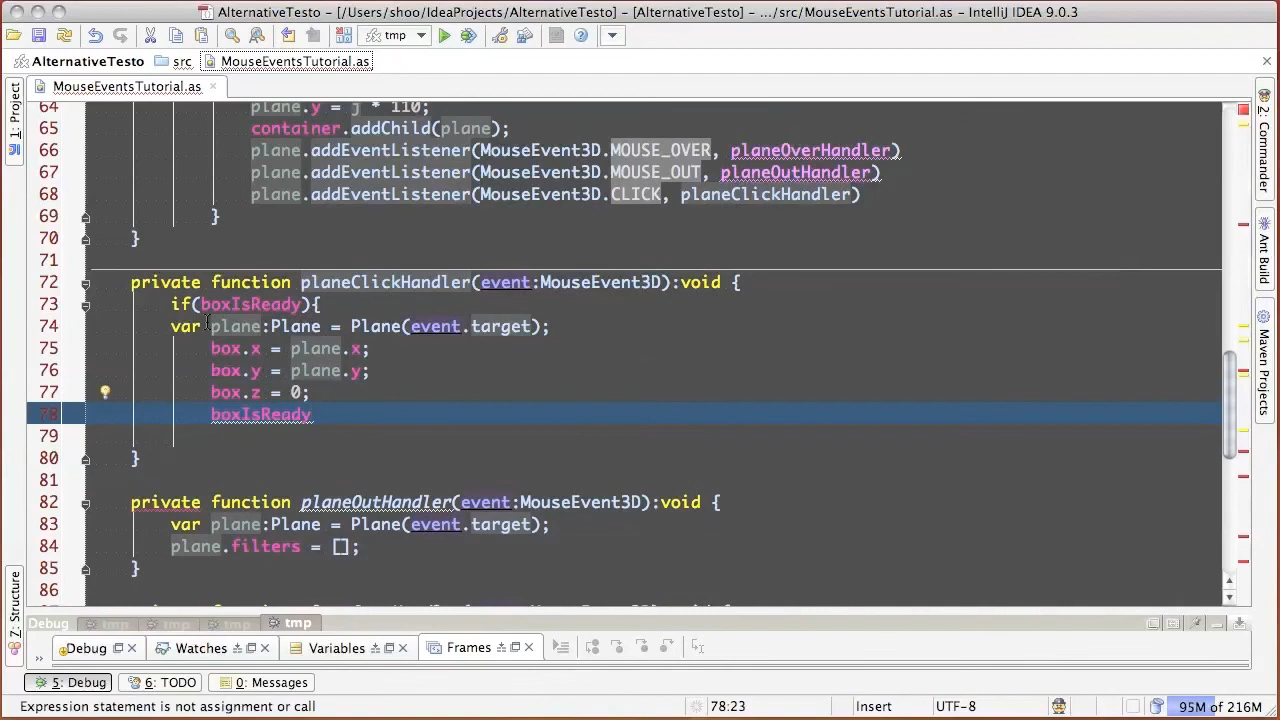 AlternativeTesto - [/Users/shoo/IdeaProjects/AlternativeTesto] - [AlternativeTesto] - .../src/MouseEventsTutorial.as - IntelliJ IDEA 9.0.3
tmp
AlternativeTesto src MouseEventsTutorial.as
MouseEventsTutorial.as
1: Project
2: Commander
Ant Build
Maven Projects
64 plane.y = j * 110;
65 container.addChild(plane);
66 plane.addEventListener(MouseEvent3D.MOUSE_OVER, planeOverHandler)
67 plane.addEventListener(MouseEvent3D.MOUSE_OUT, planeOutHandler)
68 plane.addEventListener(MouseEvent3D.CLICK, planeClickHandler)
69 }
70 }
71
72 private function planeClickHandler(event:MouseEvent3D):void {
73 if(boxIsReady){
74 var plane:Plane = Plane(event.target);
75 box.x = plane.x;
76 box.y = plane.y;
77 box.z = 0;
78 boxIsReady
79
80 }
81
82 private function planeOutHandler(event:MouseEvent3D):void {
83 var plane:Plane = Plane(event.target);
84 plane.filters = [];
85 }
86
Z: Structure
Debug tmp tmp tmp tmp
Debug Watches Variables Frames
5: Debug 6: TODO 0: Messages
Expression statement is not assignment or call 78:23 Insert UTF-8 95M of 216M